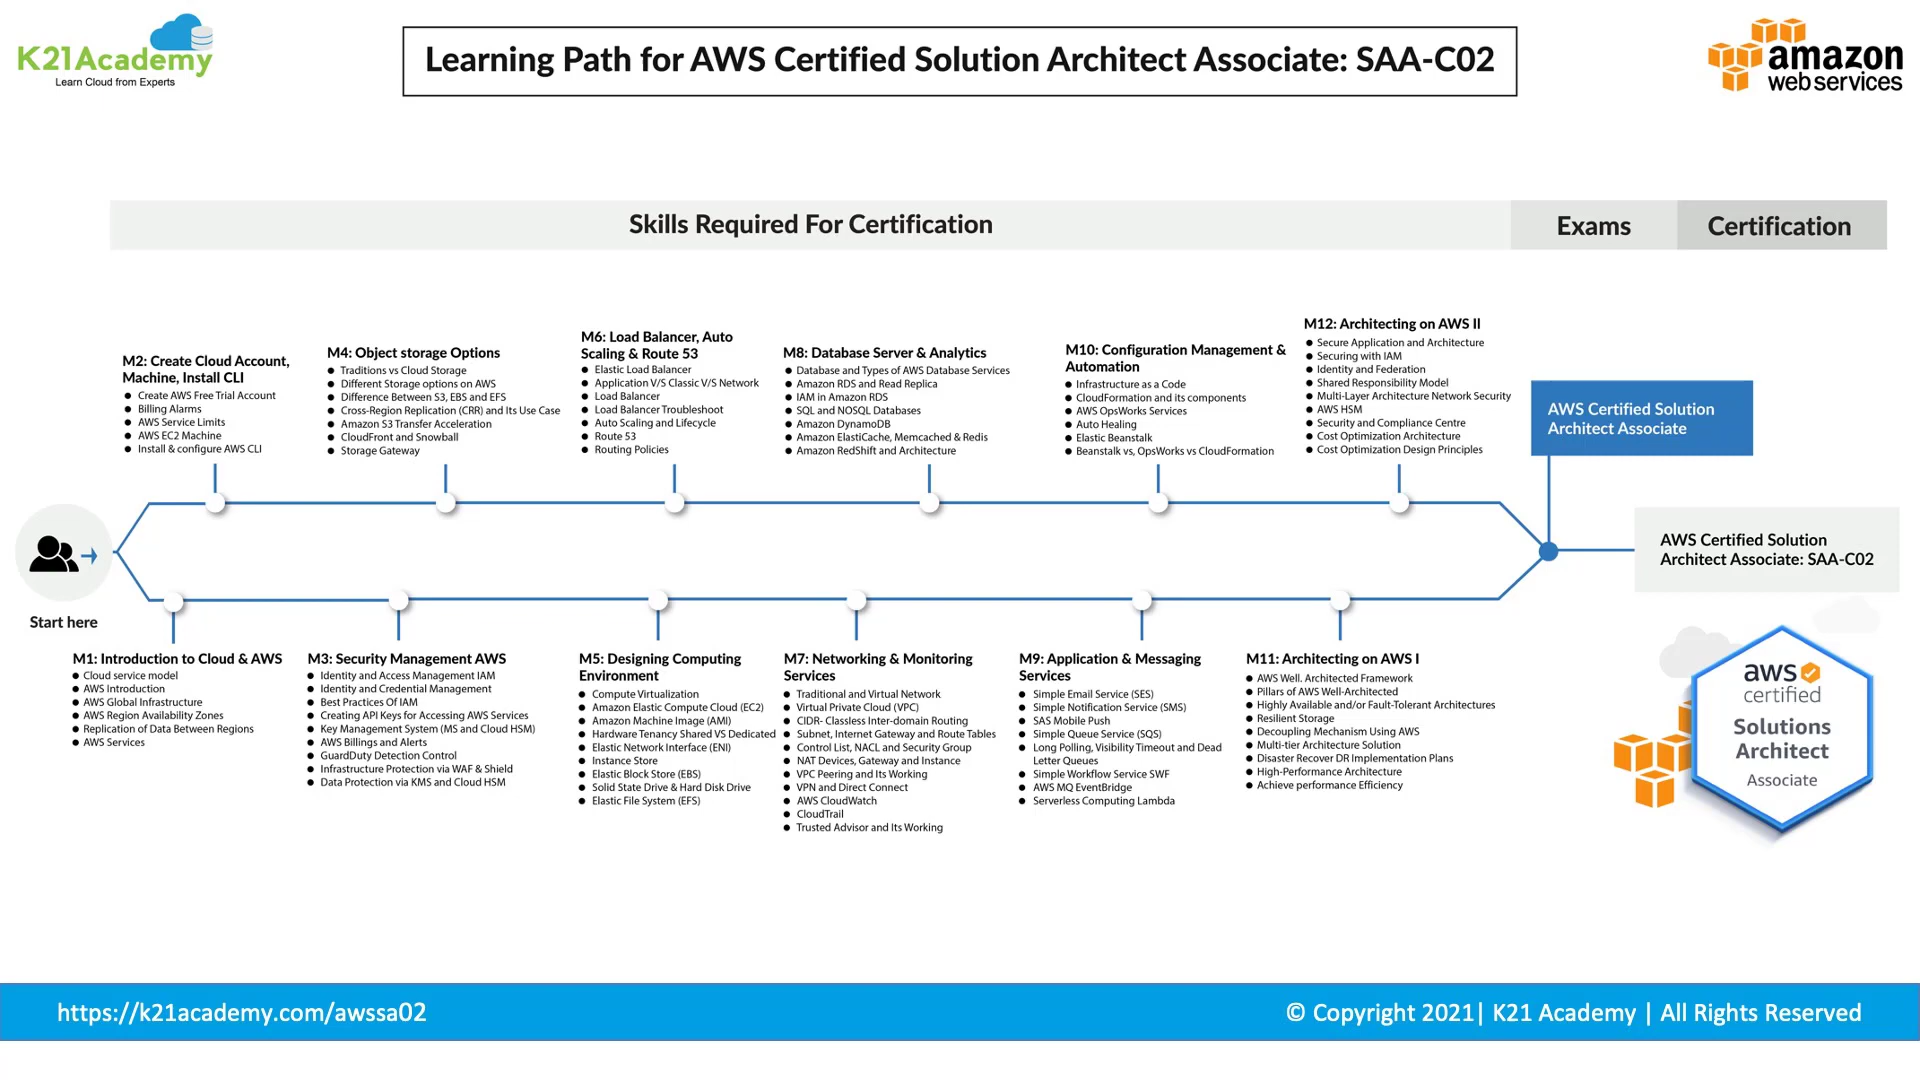 K21Academy
Learn Cloud from Experts
Learning Path for AWS Certified Solution Architect Associate: SAA-C02
amazon
web services
Skills Required For Certification
Exams
Certification
M2: Create Cloud Account,
Machine, Install CLI
Create AWS Free Trial Account
Billing Alarms
AWS Service Limits
AWS EC2 Machine
Install & configure AWS CLI
M4: Object storage Options
Traditions vs Cloud Storage
Different Storage options on AWS
Difference Between S3, EBS and EFS
Cross-Region Replication (CRR) and Its Use Case
Amazon S3 Transfer Acceleration
CloudFront and Snowball
Storage Gateway
M6: Load Balancer, Auto
Scaling & Route 53
Elastic Load Balancer
Application V/S Classic V/S Network
Load Balancer
Load Balancer Troubleshoot
Auto Scaling and Lifecycle
Route 53
Routing Policies
M8: Database Server & Analytics
Database and Types of AWS Database Services
Amazon RDS and Read Replica
IAM in Amazon RDS
SQL and NOSQL Databases
Amazon DynamoDB
Amazon ElastiCache, Memcached & Redis
Amazon RedShift and Architecture
M10: Configuration Management &
Automation
Infrastructure as a Code
CloudFormation and its components
AWS OpsWorks Services
Auto Healing
Elastic Beanstalk
Beanstalk vs, OpsWorks vs CloudFormation
M12: Architecting on AWS II
Secure Application and Architecture
Securing with IAM
Identity and Federation
Shared Responsibility Model
Multi-Layer Architecture Network Security
AWS HSM
Security and Compliance Centre
Cost Optimization Architecture
Cost Optimization Design Principles
AWS Certified Solution
Architect Associate
AWS Certified Solution
Architect Associate: SAA-C02
Start here
M1: Introduction to Cloud & AWS
Cloud service model
AWS Introduction
AWS Global Infrastructure
AWS Region Availability Zones
Replication of Data Between Regions
AWS Services
M3: Security Management AWS
Identity and Access Management IAM
Identity and Credential Management
Best Practices Of IAM
Creating API Keys for Accessing AWS Services
Key Management System (MS and Cloud HSM)
AWS Billings and Alerts
GuardDuty Detection Control
Infrastructure Protection via WAF & Shield
Data Protection via KMS and Cloud HSM
M5: Designing Computing
Environment
Compute Virtualization
Amazon Elastic Compute Cloud (EC2)
Amazon Machine Image (AMI)
Hardware Tenancy Shared VS Dedicated
Elastic Network Interface (ENI)
Instance Store
Elastic Block Store (EBS)
Solid State Drive & Hard Disk Drive
Elastic File System (EFS)
M7: Networking & Monitoring
Services
Traditional and Virtual Network
Virtual Private Cloud (VPC)
CIDR- Classless Inter-domain Routing
Subnet, Internet Gateway and Route Tables
Control List, NACL and Security Group
NAT Devices, Gateway and Instance
VPC Peering and Its Working
VPN and Direct Connect
AWS CloudWatch
CloudTrail
Trusted Advisor and Its Working
M9: Application & Messaging
Services
Simple Email Service (SES)
Simple Notification Service (SMS)
SAS Mobile Push
Simple Queue Service (SQS)
Long Polling, Visibility Timeout and Dead
Letter Queues
Simple Workflow Service SWF
AWS MQ EventBridge
Serverless Computing Lambda
M11: Architecting on AWS I
AWS Well. Architected Framework
Pillars of AWS Well-Architected
Highly Available and/or Fault-Tolerant Architectures
Resilient Storage
Decoupling Mechanism Using AWS
Multi-tier Architecture Solution
Disaster Recover DR Implementation Plans
High-Performance Architecture
Achieve performance Efficiency
aws
certified
Solutions
Architect
Associate
https://k21academy.com/awssa02
© Copyright 2021| K21 Academy | All Rights Reserved